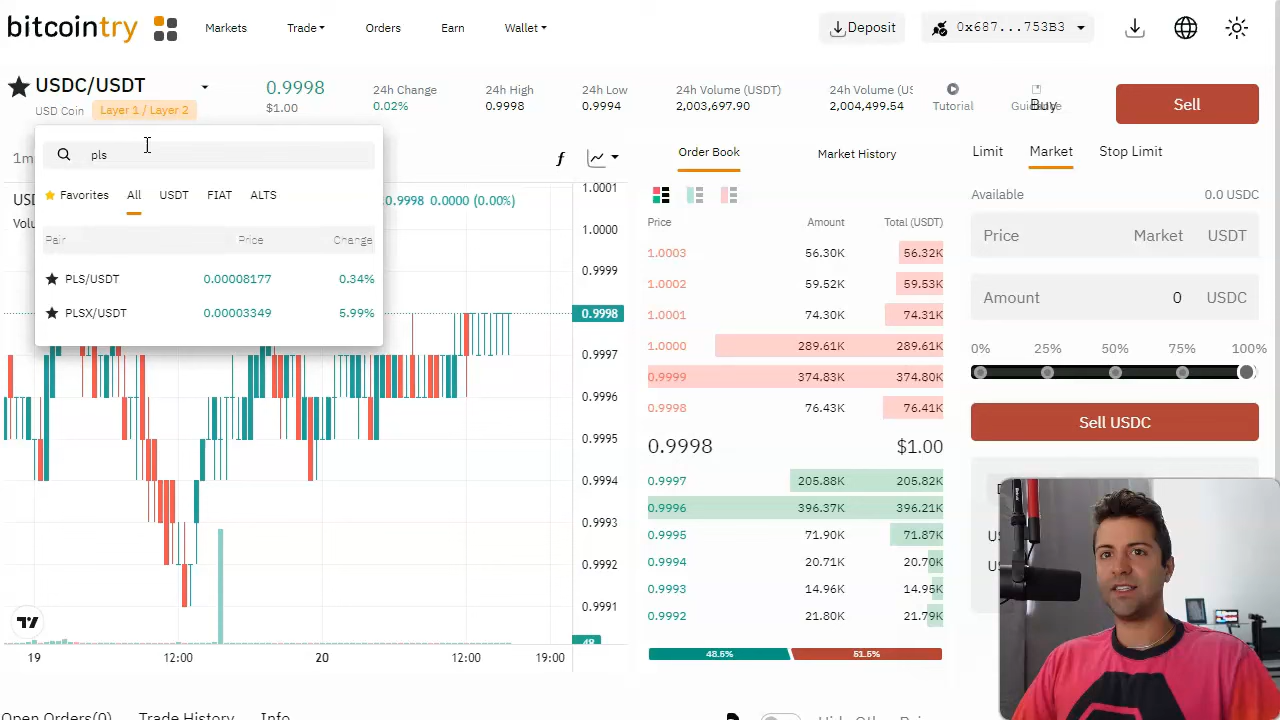 bitcointry
Markets
Trade
Orders
Earn
Wallet
Deposit
0x687...753B3
USDC/USDT
USD Coin
Layer 1 / Layer 2
0.9998
$1.00
24h Change
0.02%
24h High
0.9998
24h Low
0.9994
24h Volume (USDT)
2,003,697.90
24h Volume (US
Tutorial
Buy
Sell
pls
Favorites
All
USDT
FIAT
ALTS
Pair
Price
Change
PLS/USDT
0.00008177
0.34%
PLSX/USDT
0.00003349
5.99%
1m
USD
Volu
0.9998 0.0000 (0.00%)
1.0001
1.0000
0.9999
0.9998
0.9997
0.9996
0.9995
0.9994
0.9993
0.9992
0.9991
48
19
12:00
20
12:00
19:00
Order Book
Market History
Price
Amount
Total (USDT)
1.0003 56.30K 56.32K
1.0002 59.52K 59.53K
1.0001 74.30K 74.31K
1.0000 289.61K 289.61K
0.9999 374.83K 374.80K
0.9998 76.43K 76.41K
0.9998 $1.00
0.9997 205.88K 205.82K
0.9996 396.37K 396.21K
0.9995 71.90K 71.87K
0.9994 20.71K 20.70K
0.9993 14.96K 14.95K
0.9992 21.80K 21.79K
48.5%
51.5%
Limit
Market
Stop Limit
Available
0.0 USDC
Price
Market
USDT
Amount
0
USDC
0%
25%
50%
75%
100%
Sell USDC
Open Orders(0)
Trade History
Info